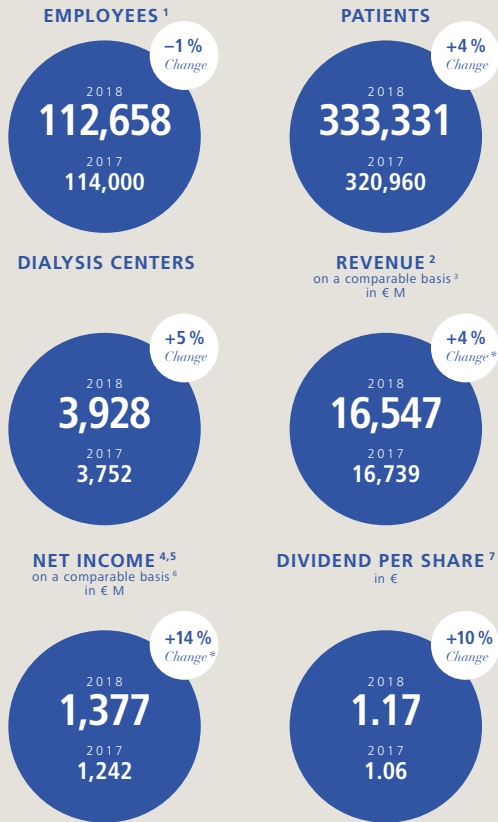 EMPLOYEES ¹
–1 %
Change
2018
112,658
2017
114,000
PATIENTS
+4 %
Change
2018
333,331
2017
320,960
DIALYSIS CENTERS
+5 %
Change
2018
3,928
2017
3,752
REVENUE ²
on a comparable basis ³
in € M
+4 %
Change *
2018
16,547
2017
16,739
NET INCOME ⁴,⁵
on a comparable basis ⁶
in € M
+14 %
Change *
2018
1,377
2017
1,242
DIVIDEND PER SHARE ⁷
in €
+10 %
Change
2018
1.17
2017
1.06